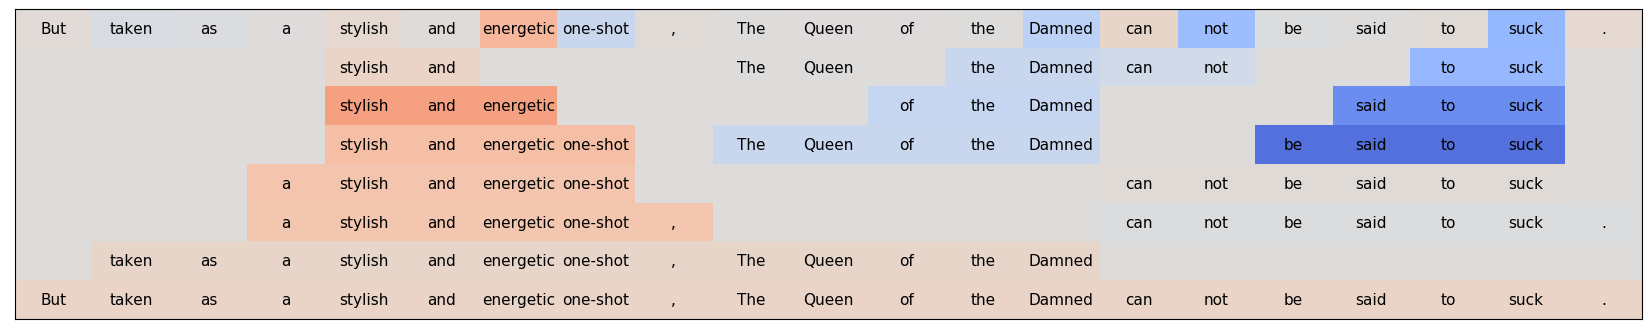 But taken as a stylish and energetic one-shot , The Queen of the Damned can not be said to suck .
stylish and The Queen the Damned can not to suck
stylish and energetic of the Damned said to suck
stylish and energetic one-shot The Queen of the Damned be said to suck
a stylish and energetic one-shot can not be said to suck
a stylish and energetic one-shot , can not be said to suck .
taken as a stylish and energetic one-shot , The Queen of the Damned
But taken as a stylish and energetic one-shot , The Queen of the Damned can not be said to suck .